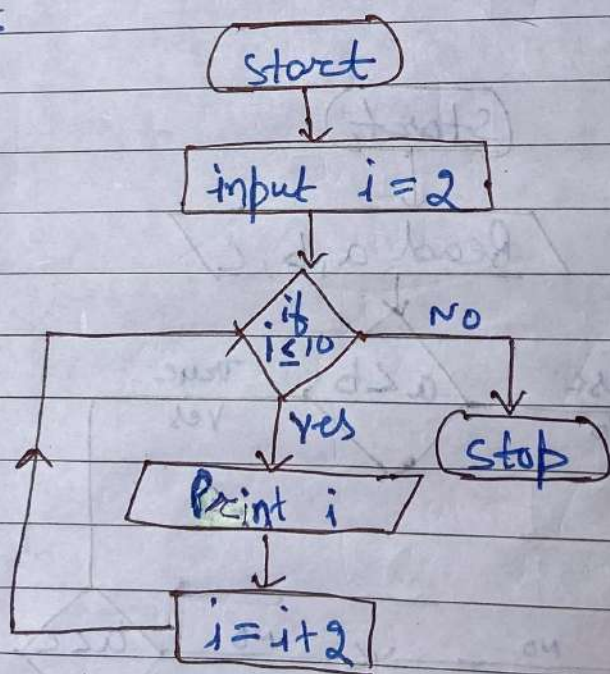 start
input i = 2
if
i ≤ 10
NO
yes
stop
Print i
i = i + 2